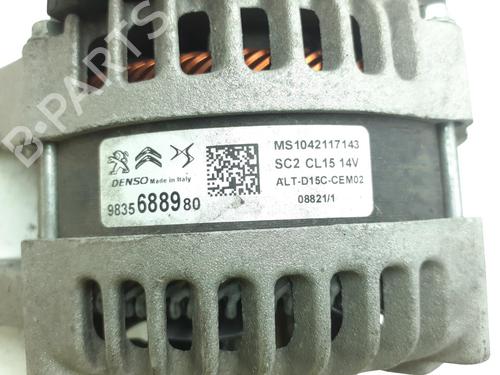 B-PARTS
MS1042117143
SC2 CL15 14V
DENSO Made in Italy
ALT-D15C-CEM02
9835688980
08821/1